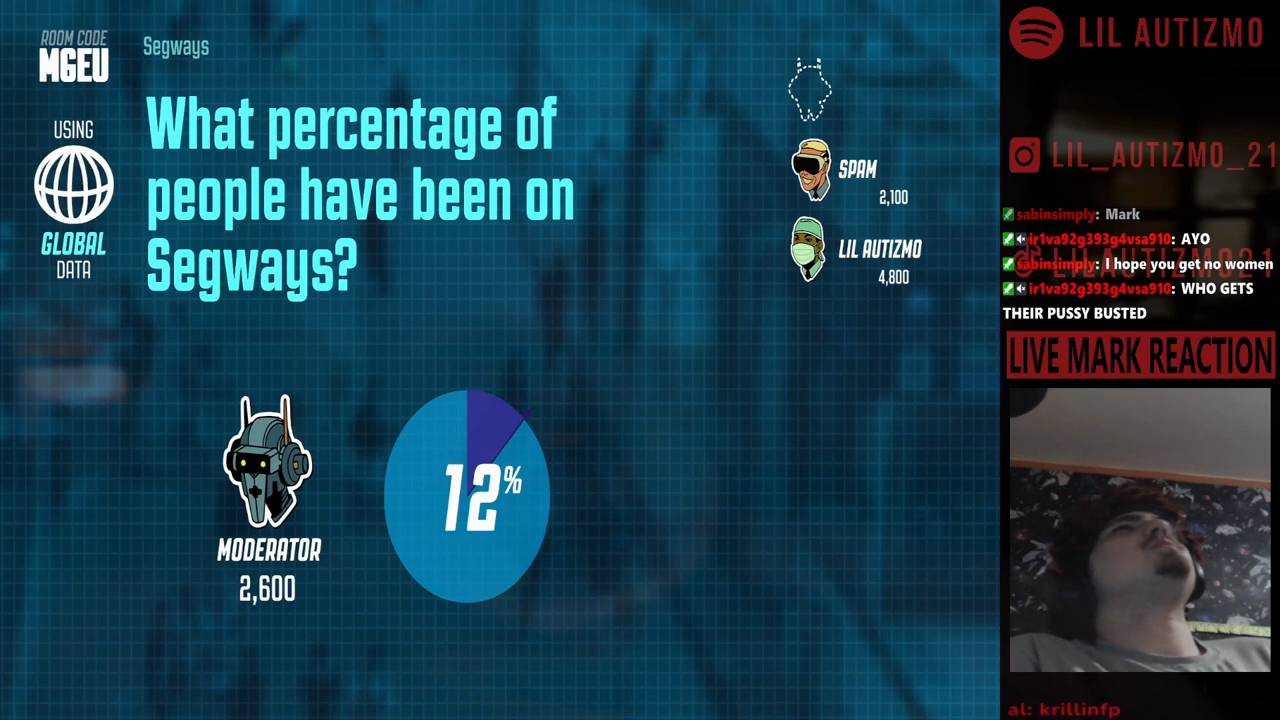 ROOM CODE
M6EU
Segways
USING
GLOBAL
DATA
What percentage of
people have been on
Segways?
SPAM
2,100
LIL AUTIZMO
4,800
12%
MODERATOR
2,600
LIL AUTIZMO
LIL_AUTIZMO_21
LILAUTIZMO21
sabinsimply: Mark
ir1va92g393g4vsa910: AYO
sabinsimply: I hope you get no women
ir1va92g393g4vsa910: WHO GETS
THEIR PUSSY BUSTED
LIVE MARK REACTION
al: krillinfp